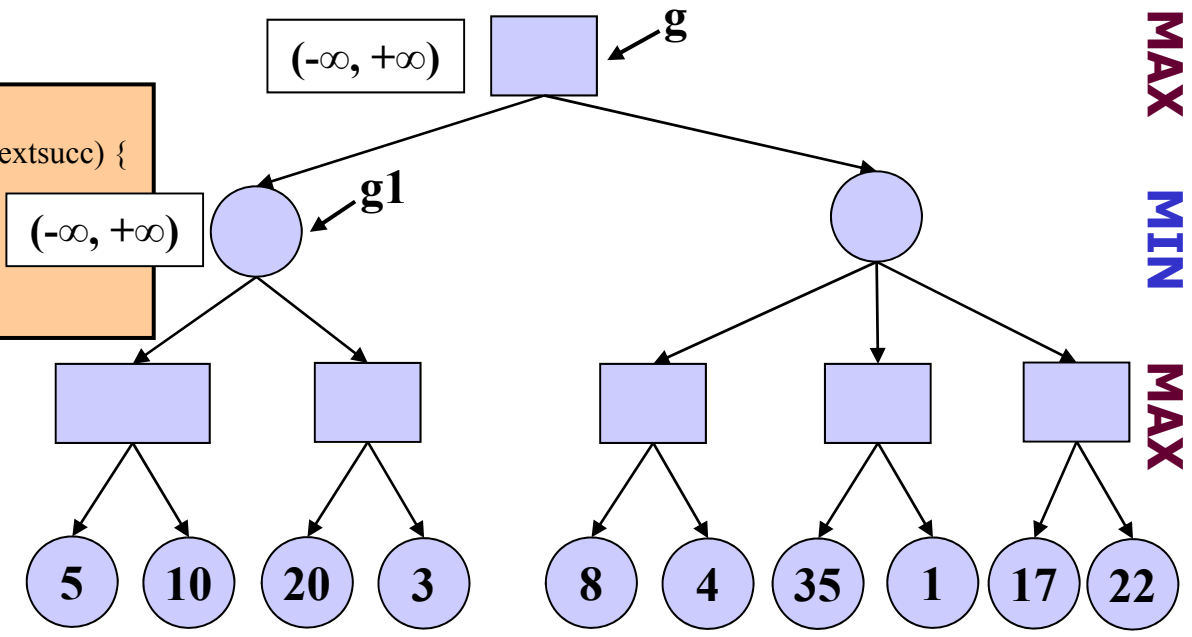 g
(-∞, +∞)
MAX
extsucc) {
g1
(-∞, +∞)
MIN
MAX
5 10 20 3 8 4 35 1 17 22